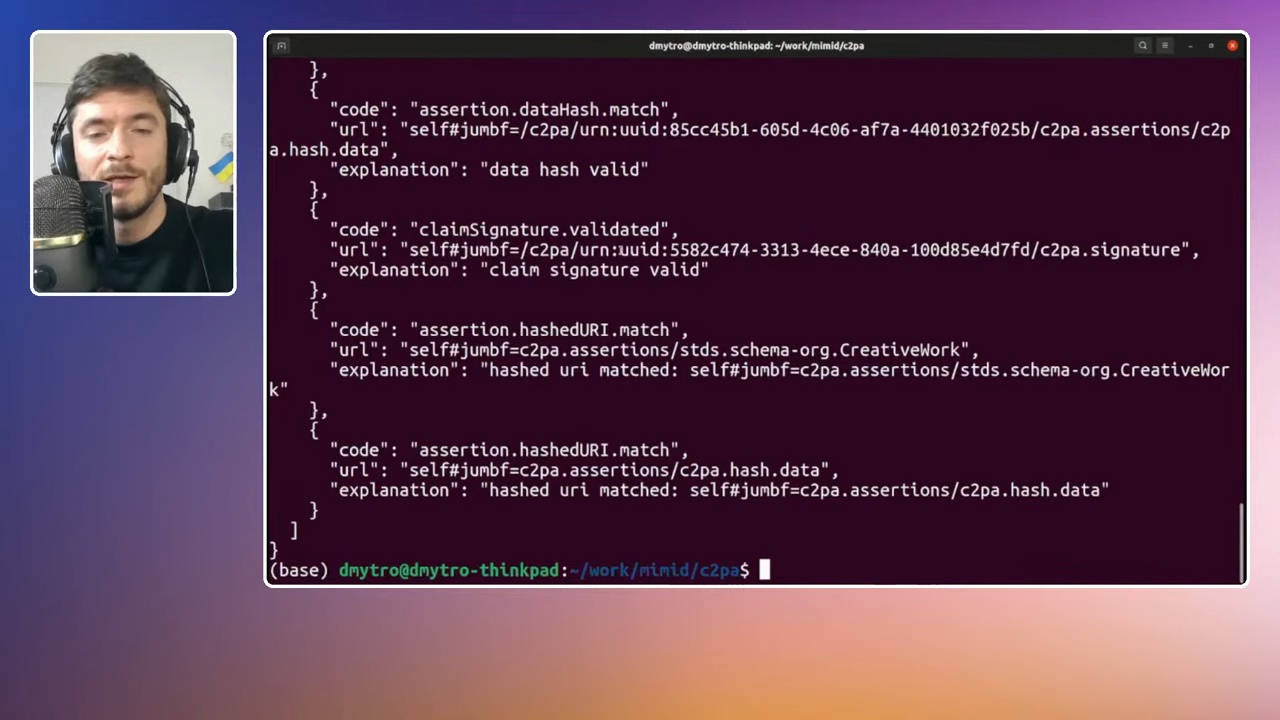 dmytro@dmytro-thinkpad: ~/work/mimid/c2pa
},
{
"code": "assertion.dataHash.match",
"url": "self#jumbf=/c2pa/urn:uuid:85cc45b1-605d-4c06-af7a-4401032f025b/c2pa.assertions/c2p
a.hash.data",
"explanation": "data hash valid"
},
{
"code": "claimSignature.validated",
"url": "self#jumbf=/c2pa/urn:uuid:5582c474-3313-4ece-840a-100d85e4d7fd/c2pa.signature",
"explanation": "claim signature valid"
},
{
"code": "assertion.hashedURI.match",
"url": "self#jumbf=c2pa.assertions/stds.schema-org.CreativeWork",
"explanation": "hashed uri matched: self#jumbf=c2pa.assertions/stds.schema-org.CreativeWor
k"
},
{
"code": "assertion.hashedURI.match",
"url": "self#jumbf=c2pa.assertions/c2pa.hash.data",
"explanation": "hashed uri matched: self#jumbf=c2pa.assertions/c2pa.hash.data"
}
]
}
(base) dmytro@dmytro-thinkpad:~/work/mimid/c2pa$